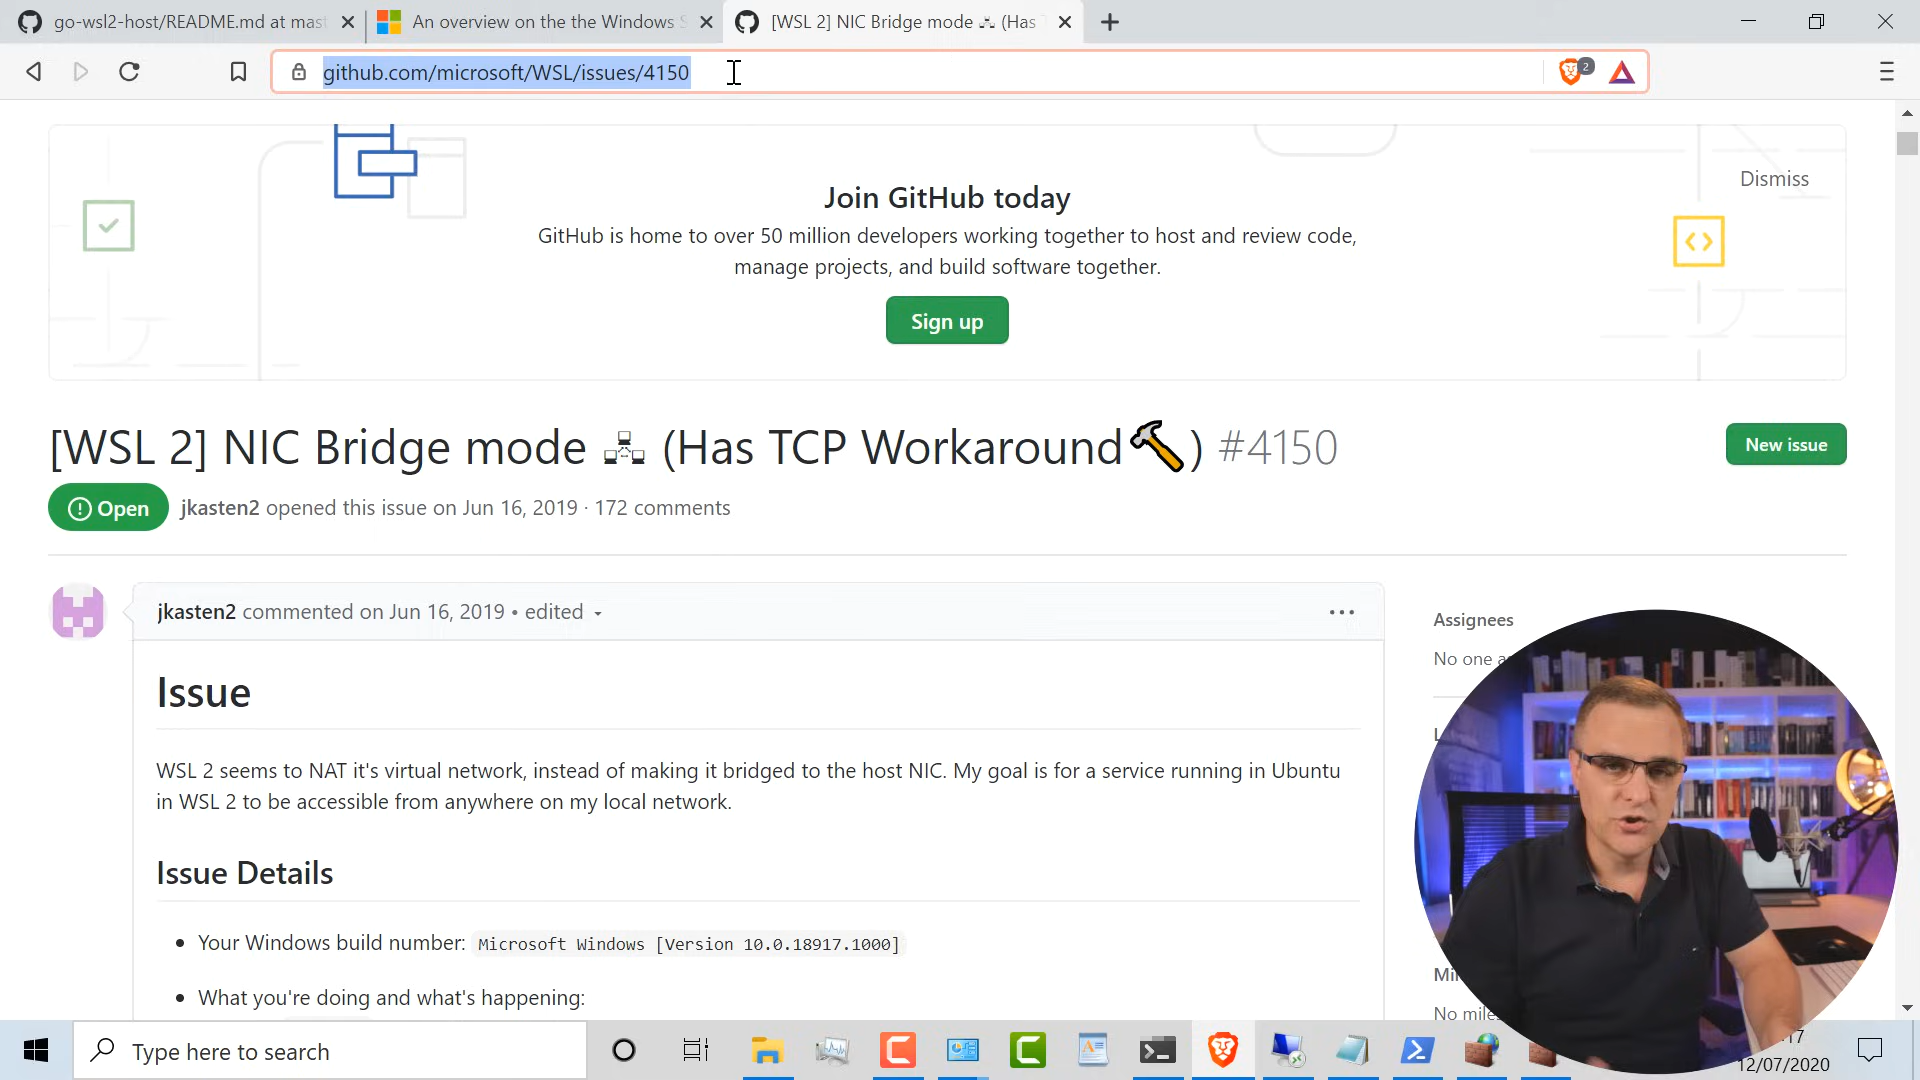 go-wsl2-host/README.md at mast
An overview on the the Windows S
[WSL 2] NIC Bridge mode 🖧 (Has T
github.com/microsoft/WSL/issues/4150
2
Join GitHub today
Dismiss
GitHub is home to over 50 million developers working together to host and review code,
manage projects, and build software together.
Sign up
[WSL 2] NIC Bridge mode 🖧 (Has TCP Workaround🔨) #4150
New issue
Open
jkasten2 opened this issue on Jun 16, 2019 · 172 comments
jkasten2 commented on Jun 16, 2019 • edited
Assignees
No one
Issue
WSL 2 seems to NAT it's virtual network, instead of making it bridged to the host NIC. My goal is for a service running in Ubuntu
in WSL 2 to be accessible from anywhere on my local network.
Issue Details
• Your Windows build number: Microsoft Windows [Version 10.0.18917.1000]
• What you're doing and what's happening:
No
Type here to search
17
12/07/2020